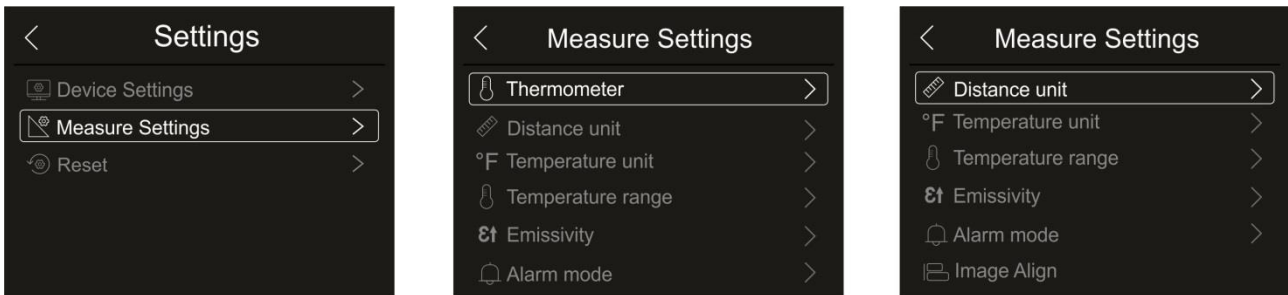 Settings
Device Settings
Measure Settings
Reset
Measure Settings
Thermometer
Distance unit
°F Temperature unit
Temperature range
Ɛ† Emissivity
Alarm mode
Measure Settings
Distance unit
°F Temperature unit
Temperature range
Ɛ† Emissivity
Alarm mode
Image Align